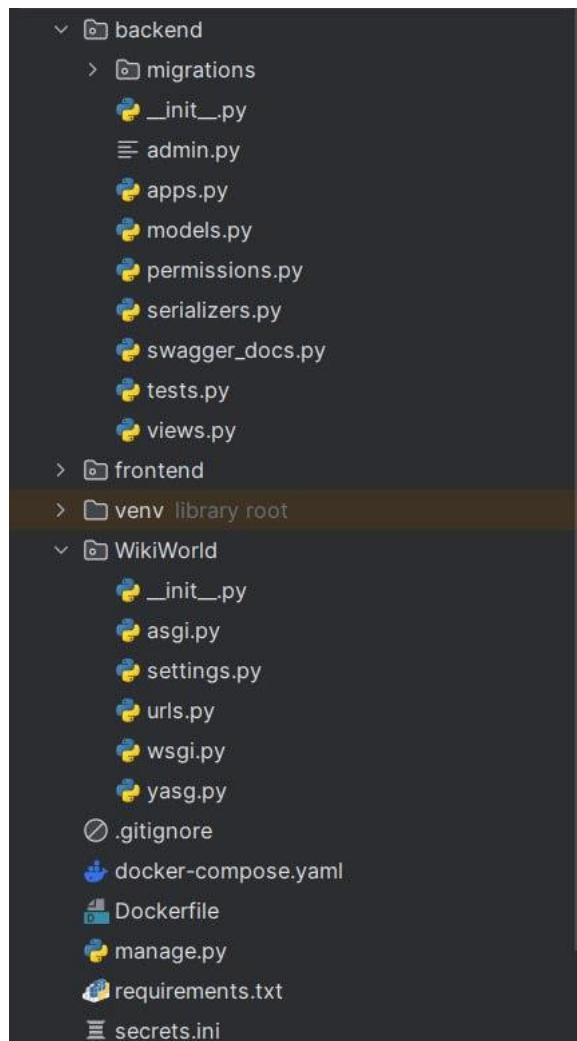 backend
migrations
__init__.py
admin.py
apps.py
models.py
permissions.py
serializers.py
swagger_docs.py
tests.py
views.py
frontend
venv library root
WikiWorld
__init__.py
asgi.py
settings.py
urls.py
wsgi.py
yasg.py
.gitignore
docker-compose.yaml
D Dockerfile
manage.py
requirements.txt
secrets.ini